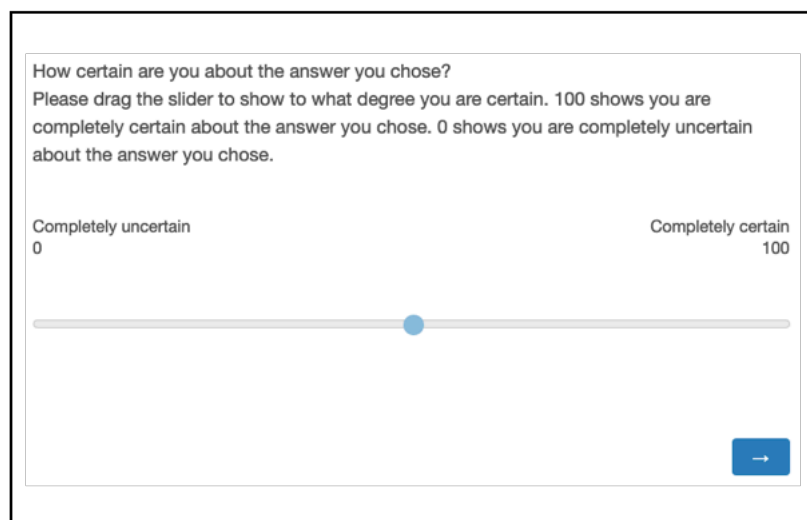 How certain are you about the answer you chose?
Please drag the slider to show to what degree you are certain. 100 shows you are
completely certain about the answer you chose. 0 shows you are completely uncertain
about the answer you chose.
Completely uncertain
0
Completely certain
100
→